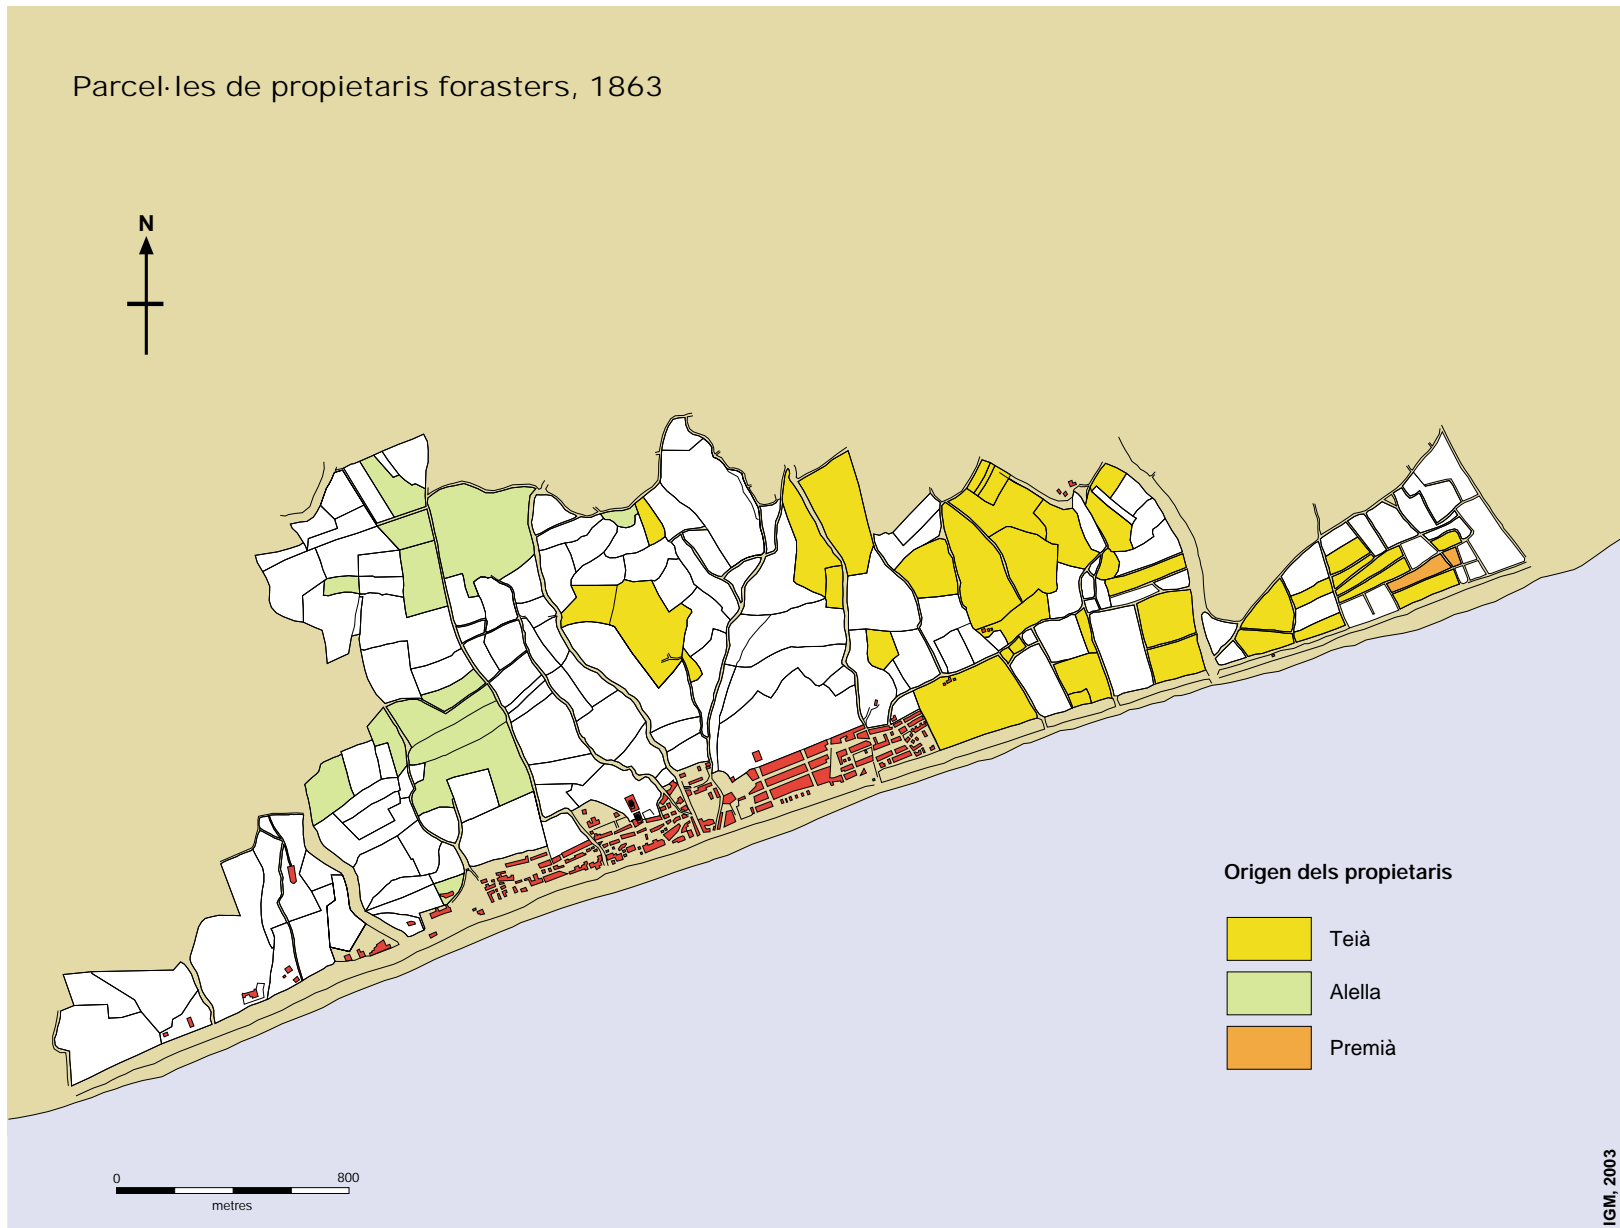 Parcel·les de propietaris forasters, 1863
N
Origen dels propietaris
Teià
Alella
Premià
0 800
metres
IGM, 2003